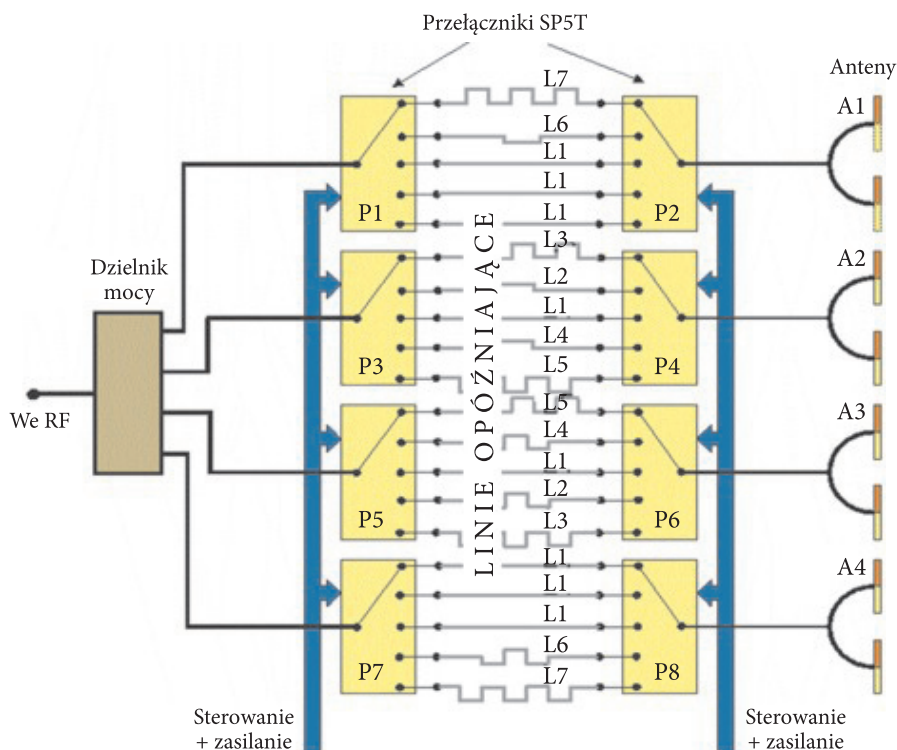 Przełączniki SP5T
Anteny
L7
A1
L6
L1
L1
P1
L1
P2
L3
A2
Dzielnik
mocy
L2
L1
L4
P3
L5
P4
We RF
L5
A3
L4
L1
L2
P5
L3
P6
LINIE OPÓŹNIAJĄCE
L1
A4
L1
L1
L6
P7
L7
P8
Sterowanie
+ zasilanie
Sterowanie
+ zasilanie